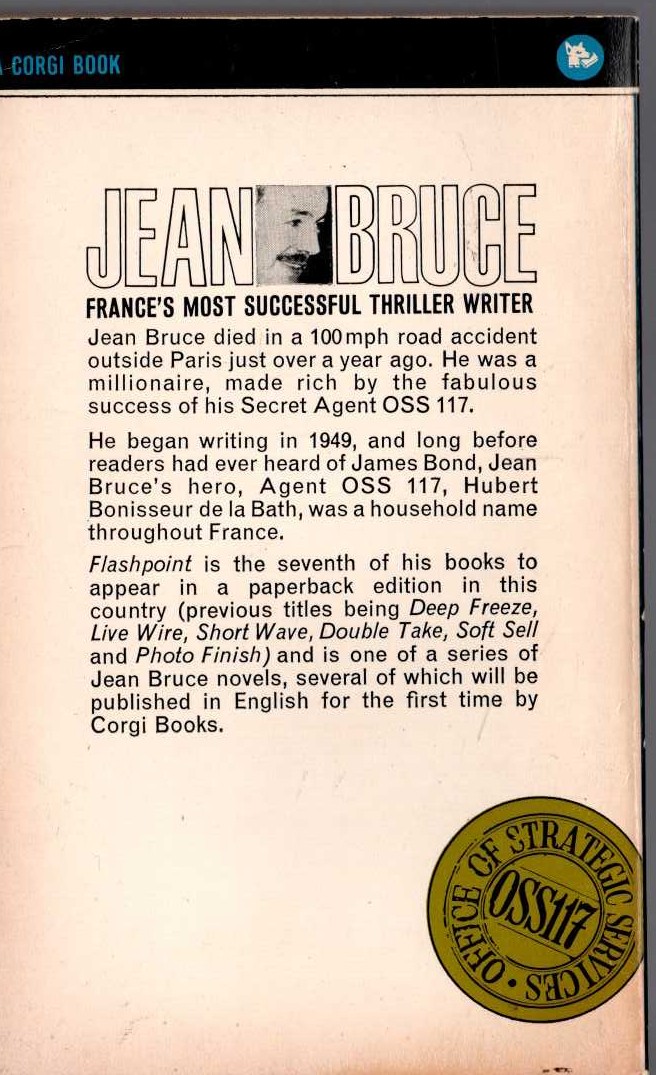 A CORGI BOOK
JEAN BRUCE
FRANCE'S MOST SUCCESSFUL THRILLER WRITER
Jean Bruce died in a 100mph road accident
outside Paris just over a year ago. He was a
millionaire, made rich by the fabulous
success of his Secret Agent OSS 117.
He began writing in 1949, and long before
readers had ever heard of James Bond, Jean
Bruce's hero, Agent OSS 117, Hubert
Bonisseur de la Bath, was a household name
throughout France.
Flashpoint is the seventh of his books to
appear in a paperback edition in this
country (previous titles being Deep Freeze,
Live Wire, Short Wave, Double Take, Soft Sell
and Photo Finish) and is one of a series of
Jean Bruce novels, several of which will be
published in English for the first time by
Corgi Books.
OFFICE OF STRATEGIC SERVICES •
OSS117